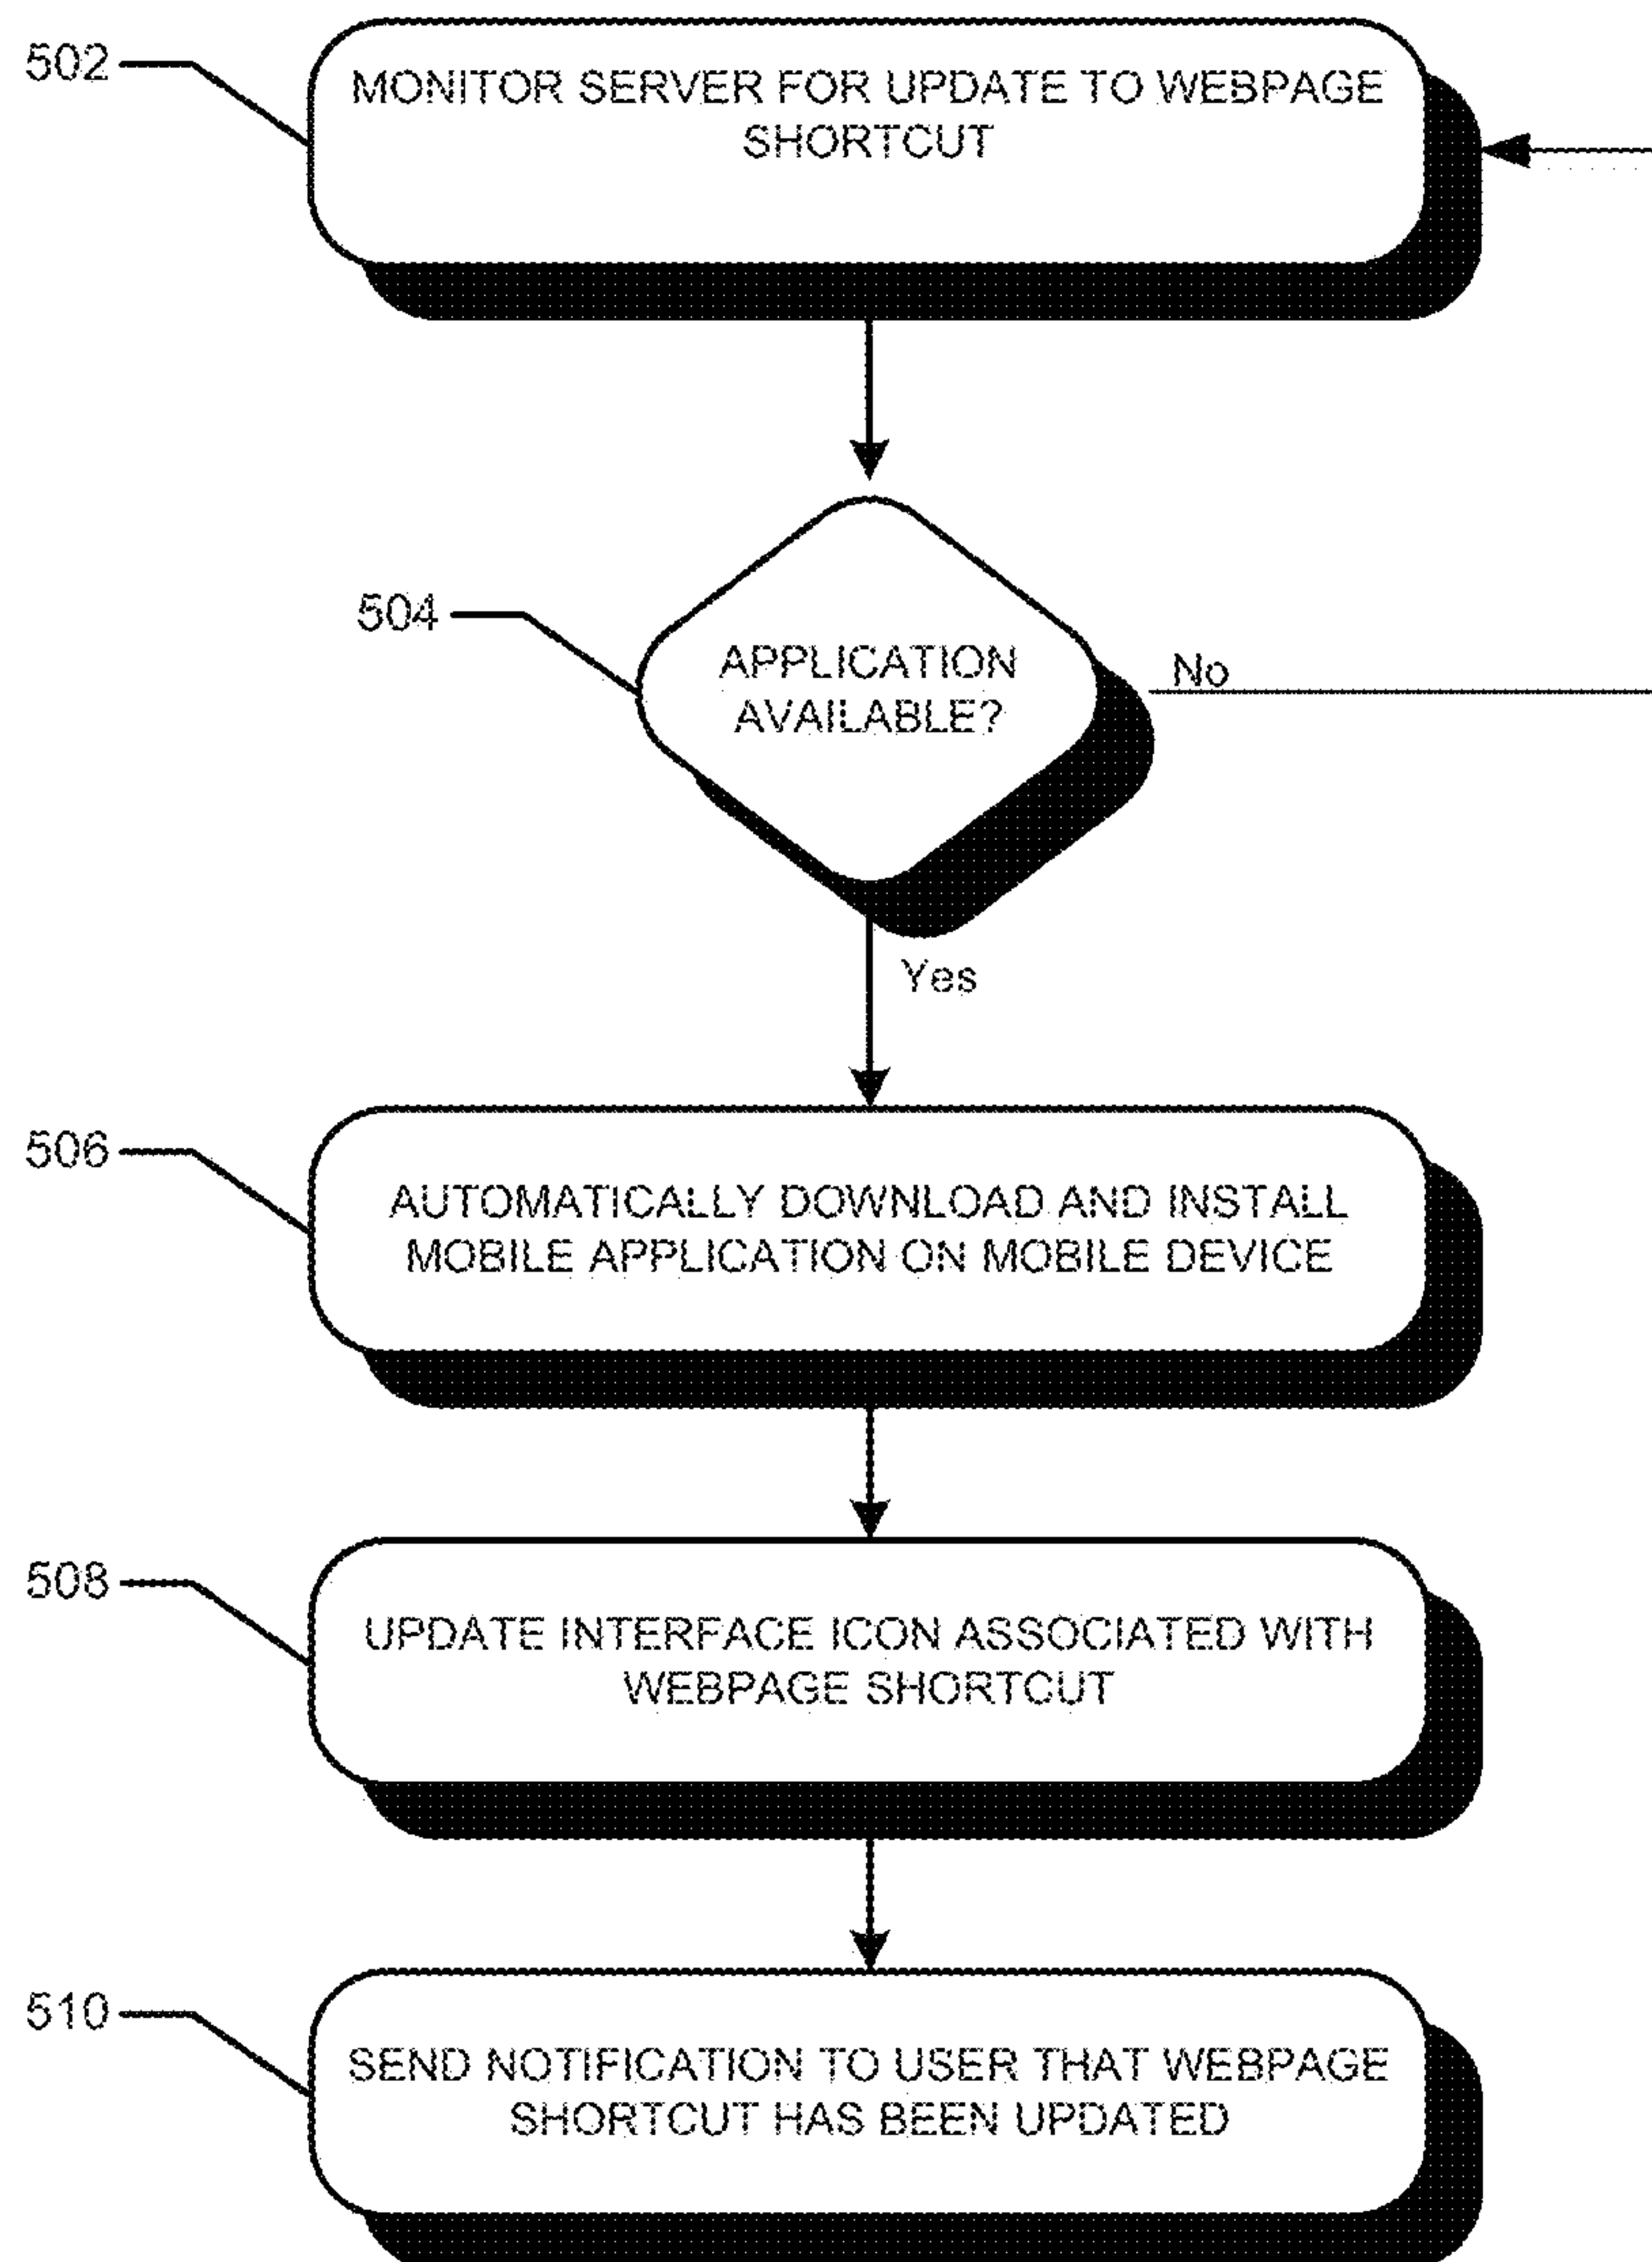 502
MONITOR SERVER FOR UPDATE TO WEBPAGE
SHORTCUT
504
APPLICATION
AVAILABLE?
No
Yes
506
AUTOMATICALLY DOWNLOAD AND INSTALL
MOBILE APPLICATION ON MOBILE DEVICE
508
UPDATE INTERFACE ICON ASSOCIATED WITH
WEBPAGE SHORTCUT
510
SEND NOTIFICATION TO USER THAT WEBPAGE
SHORTCUT HAS BEEN UPDATED